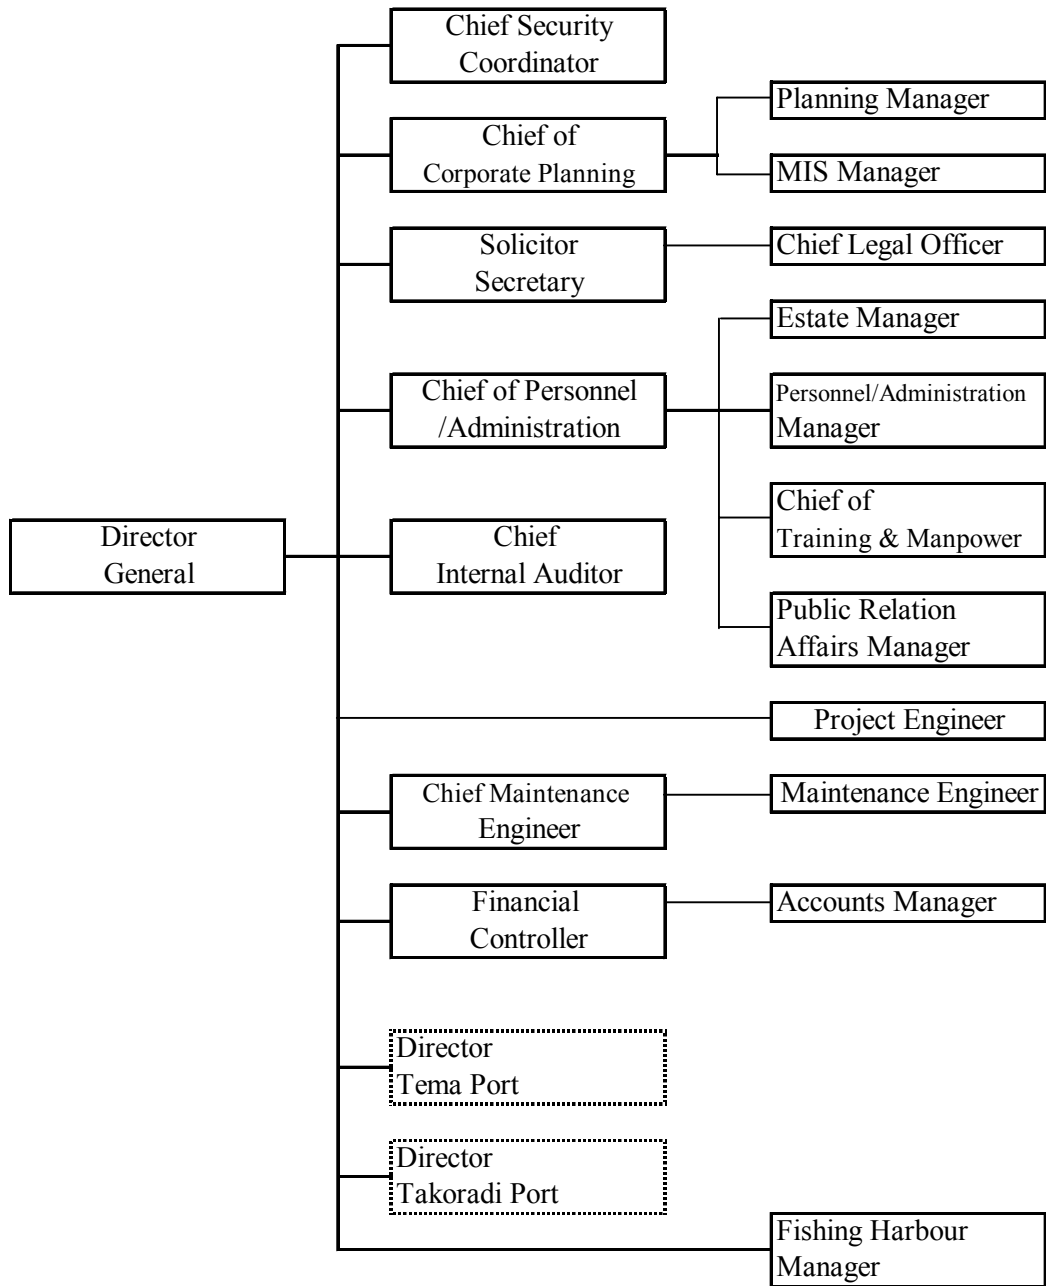 Chief Security
Coordinator
Planning Manager
Chief of
Corporate Planning
MIS Manager
Solicitor
Secretary
Chief Legal Officer
Estate Manager
Chief of Personnel
/Administration
Personnel/Administration
Manager
Chief of
Training & Manpower
Director
General
Chief
Internal Auditor
Public Relation
Affairs Manager
Project Engineer
Chief Maintenance
Engineer
Maintenance Engineer
Financial
Controller
Accounts Manager
Director
Tema Port
Director
Takoradi Port
Fishing Harbour
Manager